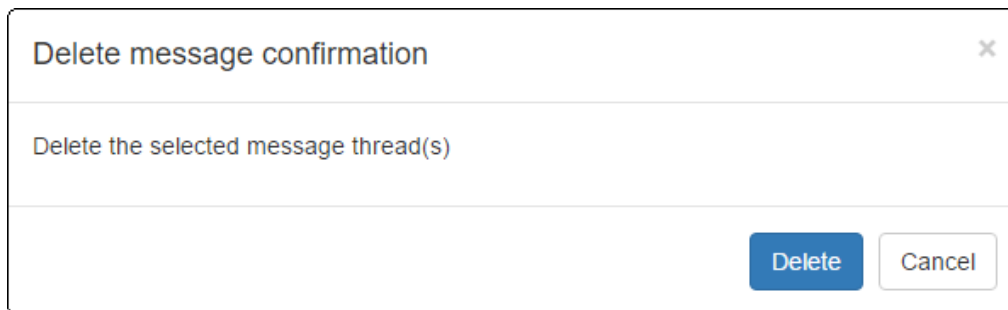 Delete message confirmation ×
Delete the selected message thread(s)
Delete Cancel